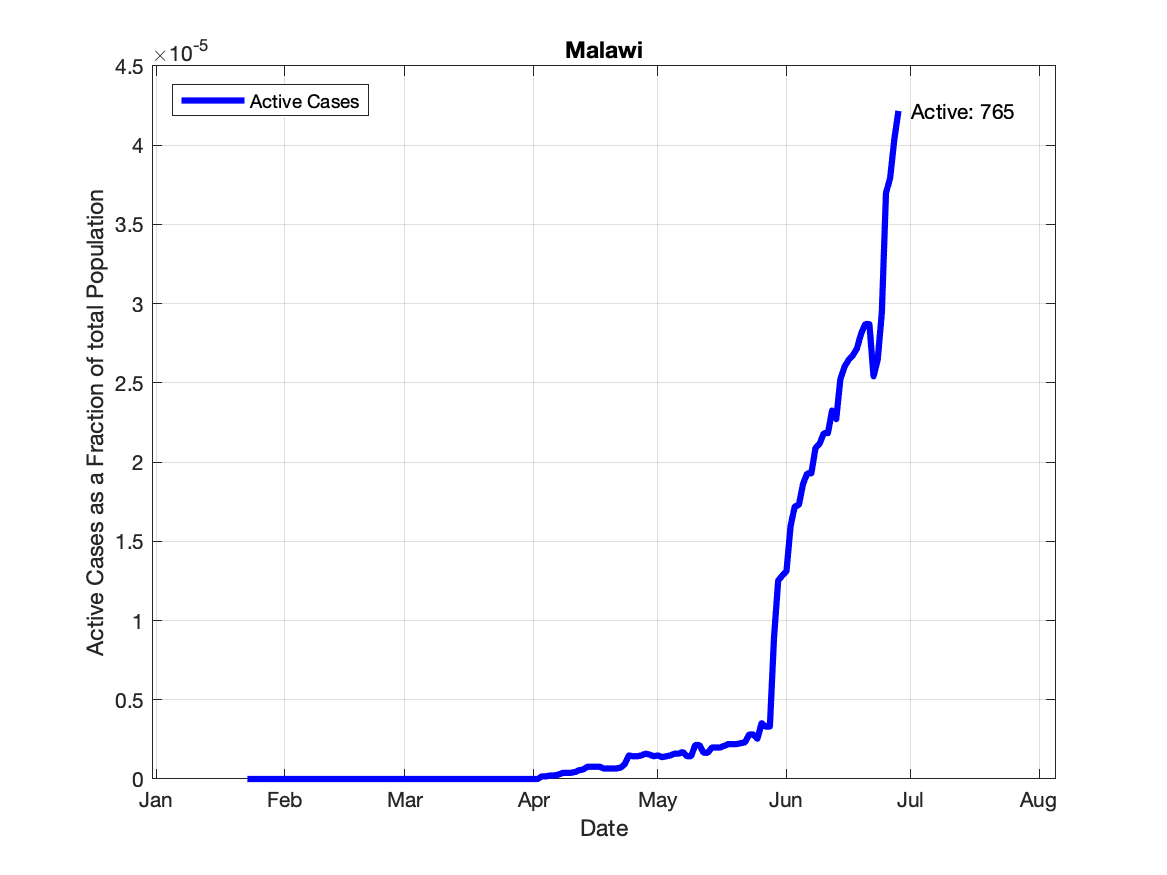 Malawi
×10-5
4.5
4
3.5
3
2.5
2
1.5
1
0.5
0
Active Cases
Active: 765
Active Cases as a Fraction of total Population
Jan Feb Mar Apr May Jun Jul Aug
Date